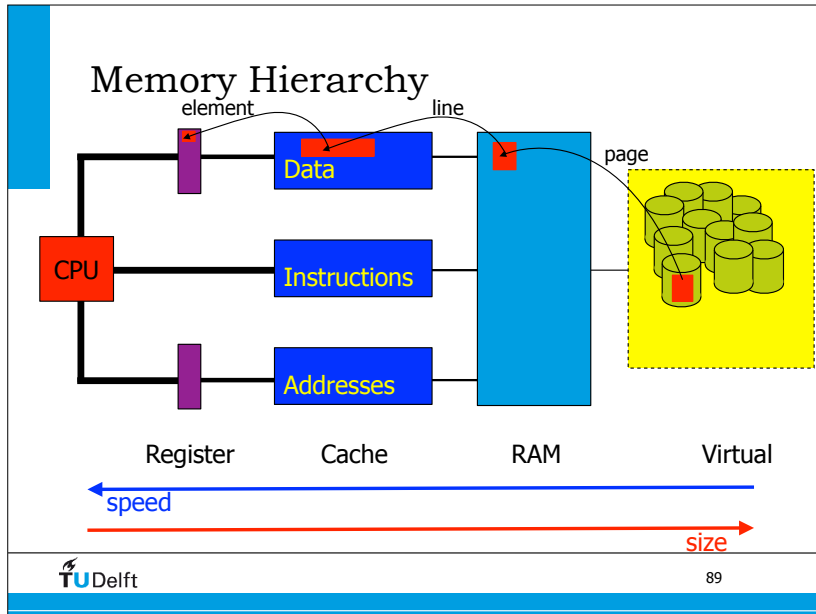 Memory Hierarchy
element
line
page
Data
CPU
Instructions
Addresses
Register Cache RAM Virtual
speed
size
TUDelft
89